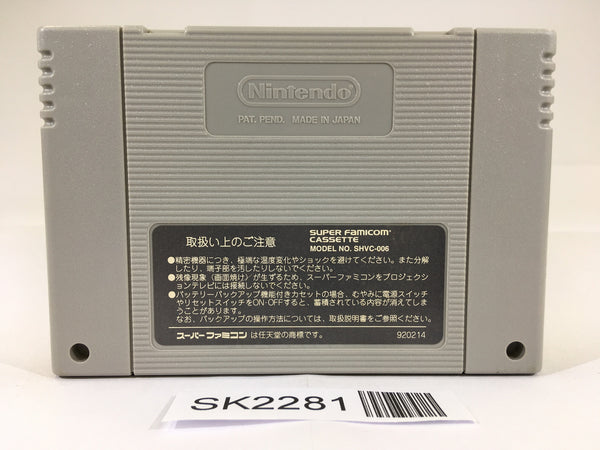 Nintendo
PAT. PEND. MADE IN JAPAN
取扱い上のご注意
SUPER FAMICOM
CASSETTE
MODEL NO. SHVC-006
●精密機器につき、極端な温度変化やショックを避けてください。また分解
したり、端子部を汚したりしないでください。
●残像現象(画面焼け)が生ずるため、スーパーファミコンをプロジェクシ
ョンテレビには接続しないでください。
●バッテリーバックアップ機能付きカセットの場合、むやみに電源スイッチ
やリセットスイッチをON・OFFすると、蓄積されている内容が消えてしま
うことがあります。
なお、バックアップの操作方法については、取扱説明書をご参照ください。
スーパーファミコン は任天堂の商標です。 920214
SK2281